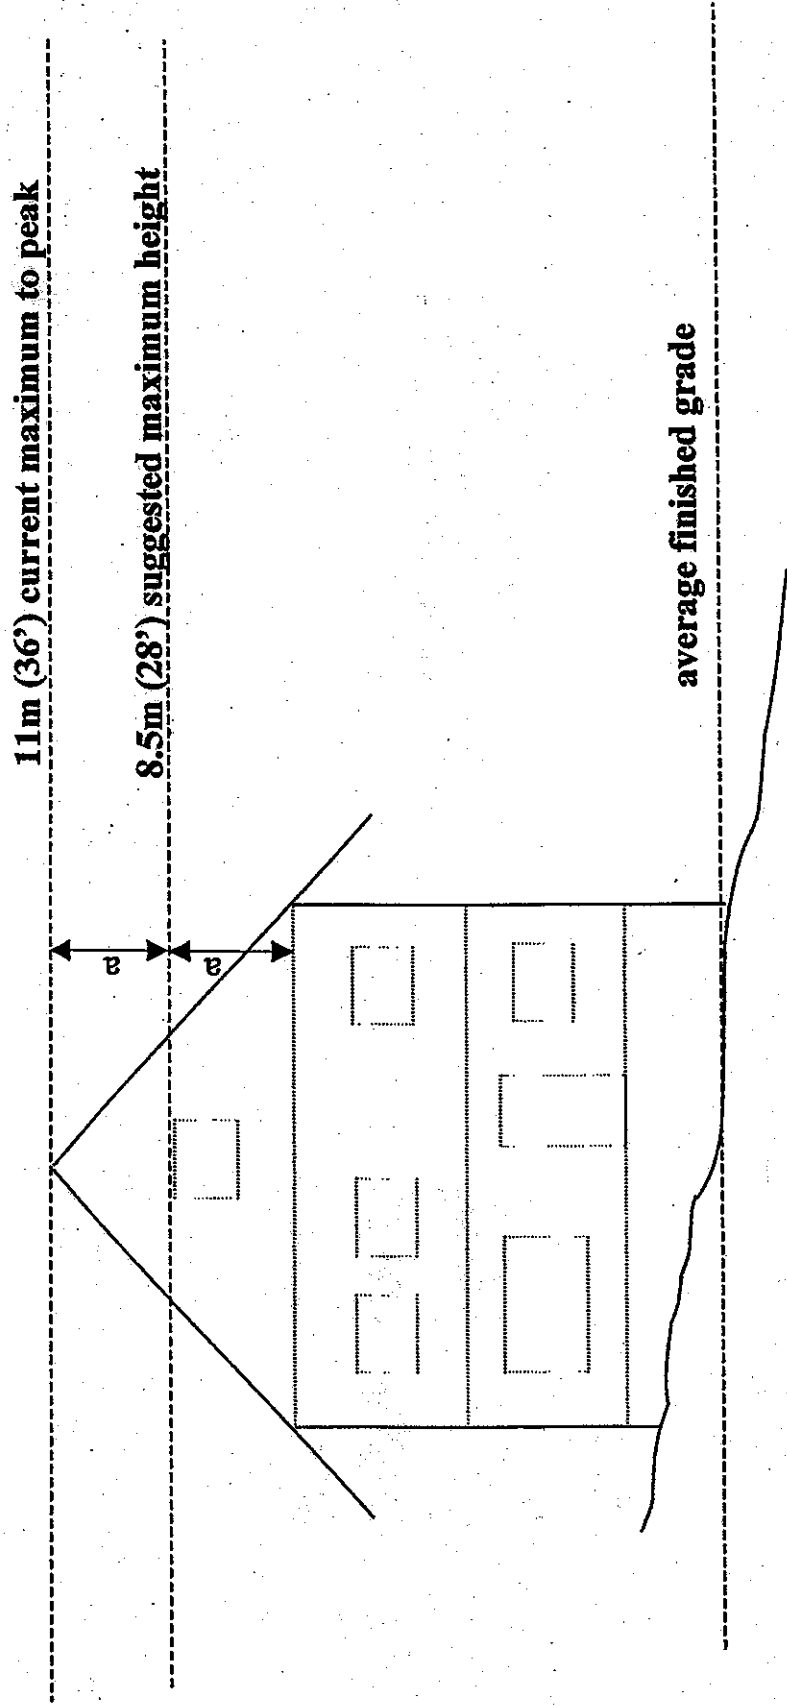 11m (36') current maximum to peak
8.5m (28') suggested maximum height
a
a
average finished grade